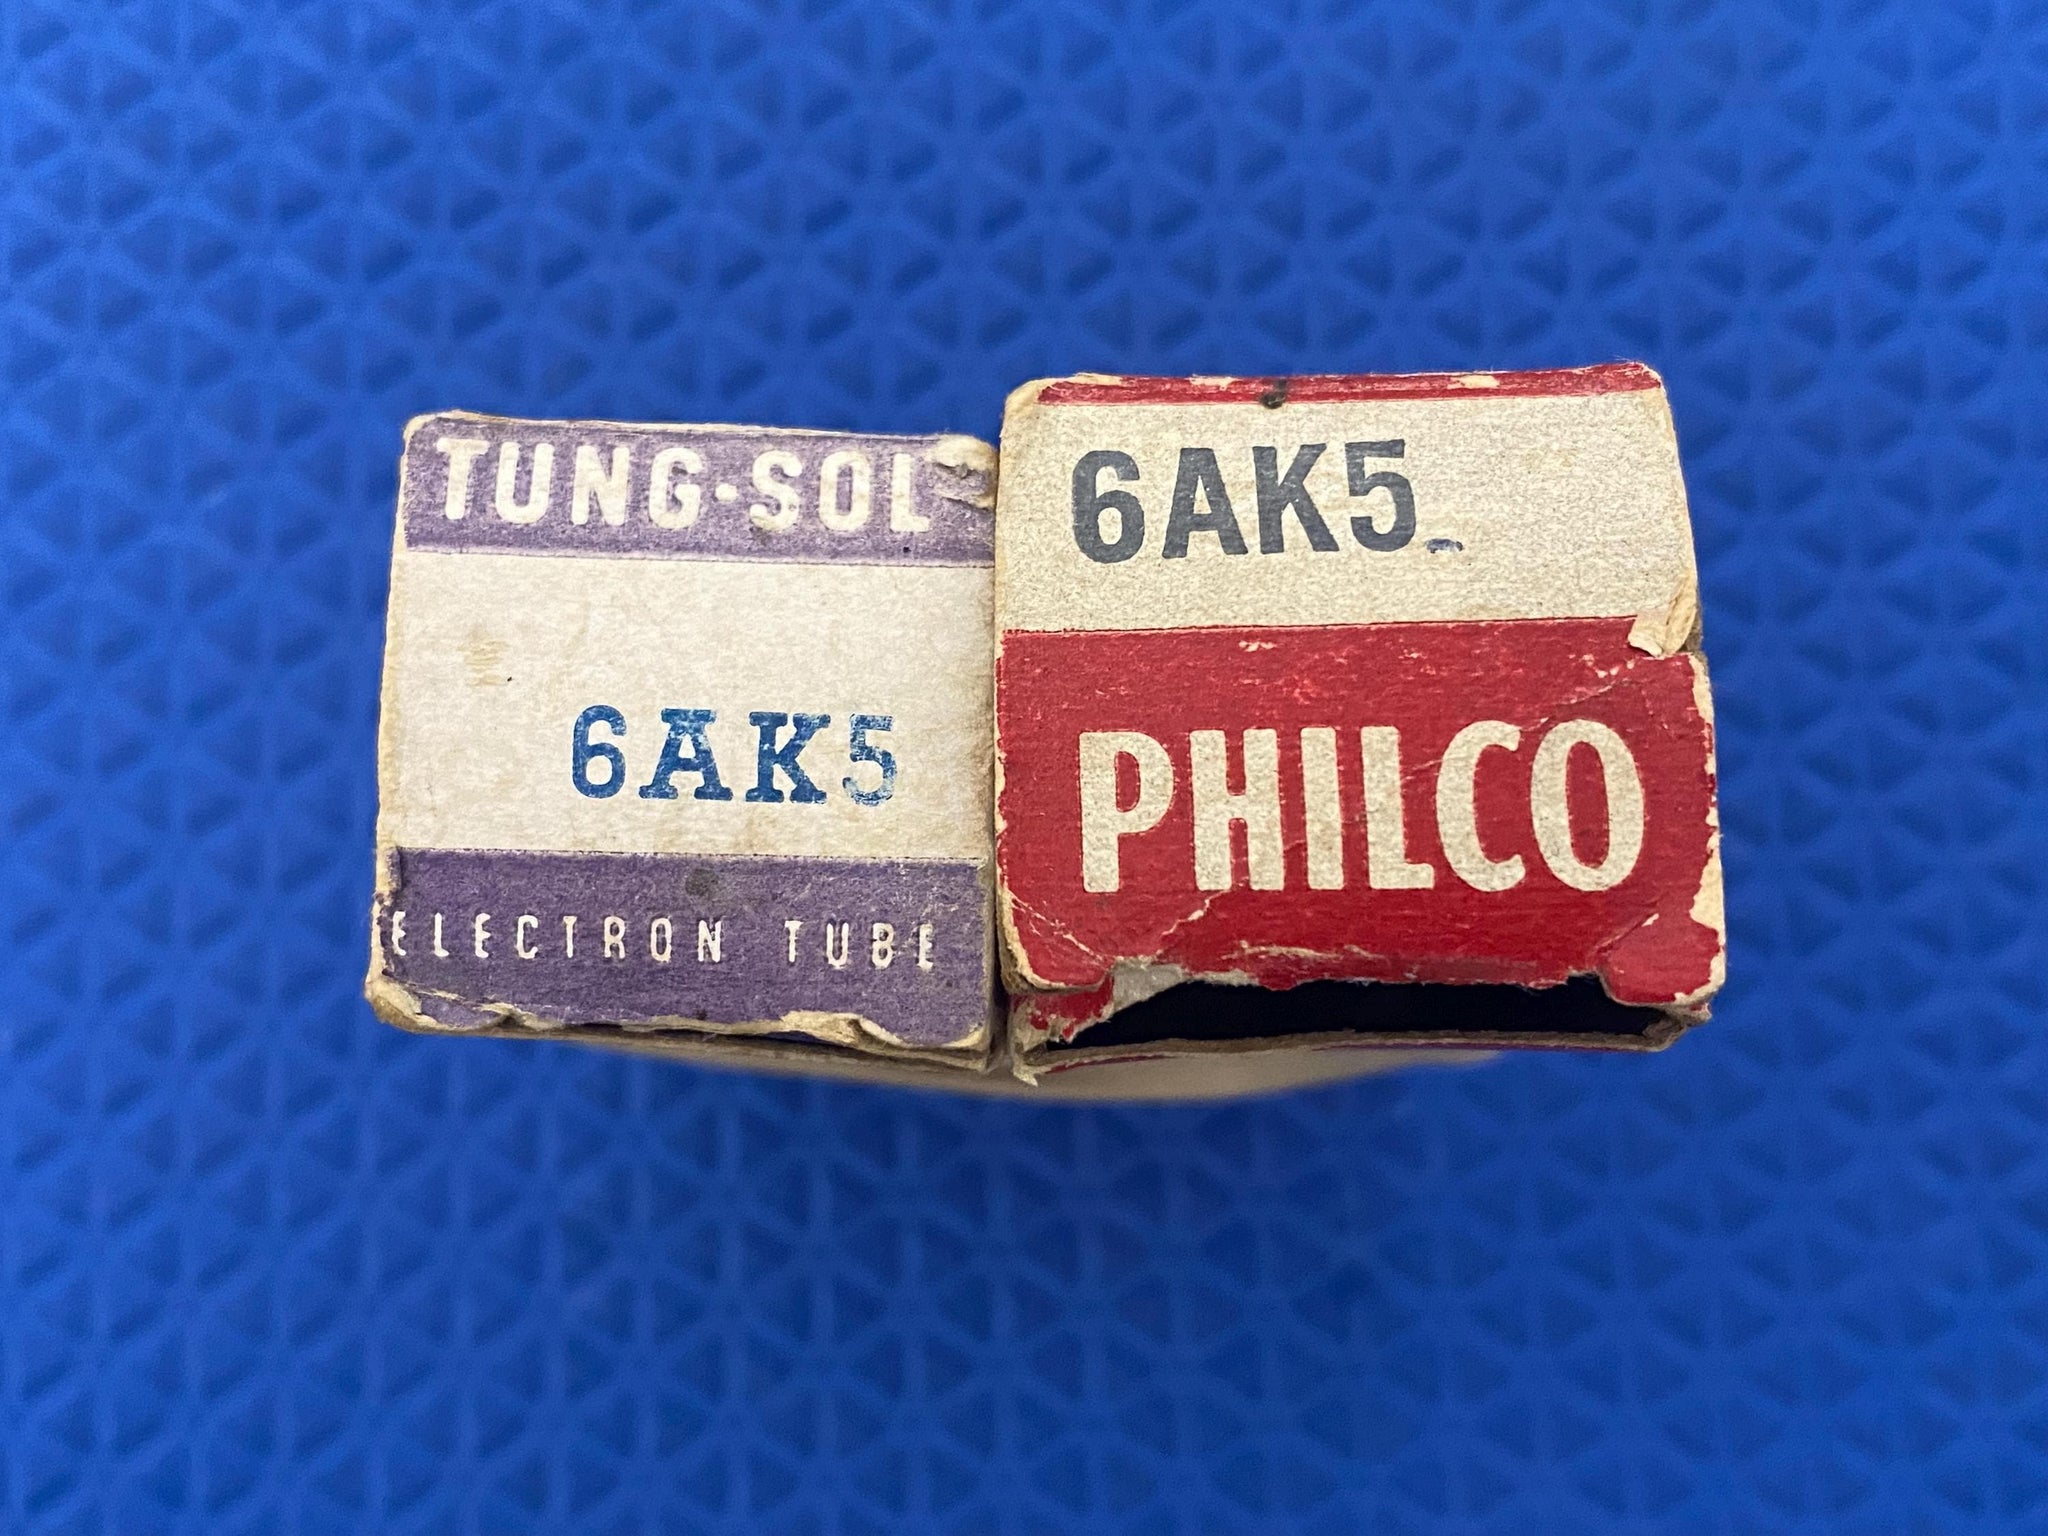 TUNG·SOL
6AK5
ELECTRON TUBE
6AK5
PHILCO